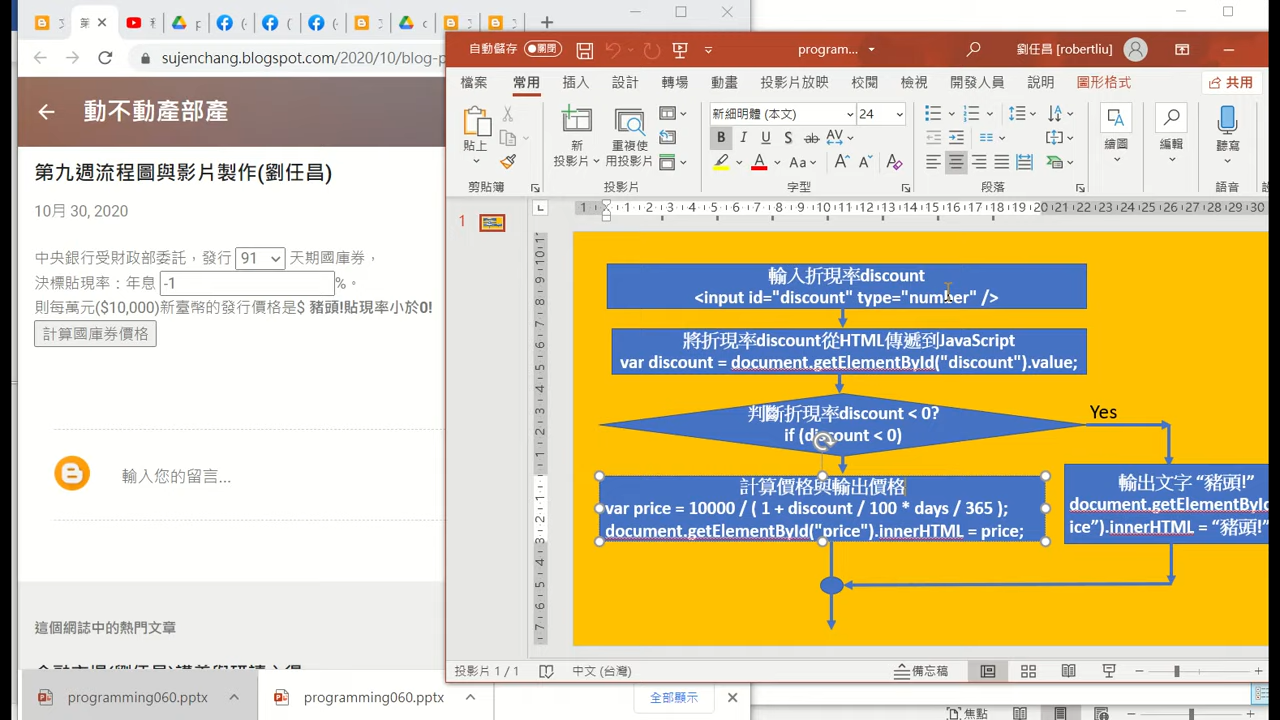 sujenchang.blogspot.com/2020/10/blog-p
動不動產部產
第九週流程圖與影片製作(劉任昌)
10月 30, 2020
中央銀行受財政部委託，發行 91 天期國庫券，
決標貼現率：年息 -1 %。
則每萬元($10,000)新臺幣的發行價格是$ 豬頭!貼現率小於0!
計算國庫券價格
輸入您的留言...
這個網誌中的熱門文章
programming060.pptx
programming060.pptx
全部顯示
自動儲存 關閉
program...
劉任昌 [robertliu]
檔案 常用 插入 設計 轉場 動畫 投影片放映 校閱 檢視 開發人員 說明 圖形格式 共用
貼上
新
投影片
重複使
用投影片
新細明體 (本文) 24
繪圖
編輯
聽寫
剪貼簿 投影片 字型 段落 語音
1
輸入折現率discount
<input id="discount" type="number" />
將折現率discount從HTML傳遞到JavaScript
var discount = document.getElementById("discount").value;
判斷折現率discount < 0?
if (discount < 0)
Yes
計算價格與輸出價格
var price = 10000 / ( 1 + discount / 100 * days / 365 );
document.getElementById("price").innerHTML = price;
輸出文字 “豬頭!”
document.getElementById
ice”).innerHTML = “豬頭!”
投影片 1 / 1 中文 (台灣) 備忘稿
焦點